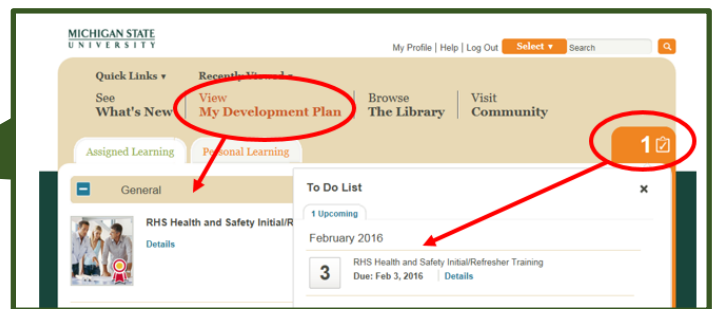 MICHIGAN STATE
UNIVERSITY
My Profile | Help | Log Out Select ▾ Search
Quick Links ▾ Recently Viewed
See What's New
View My Development Plan
Browse The Library
Visit Community
1
Assigned Learning Personal Learning
General
RHS Health and Safety Initial/R
Details
To Do List x
1 Upcoming
February 2016
3
RHS Health and Safety Initial/Refresher Training
Due: Feb 3, 2016 | Details